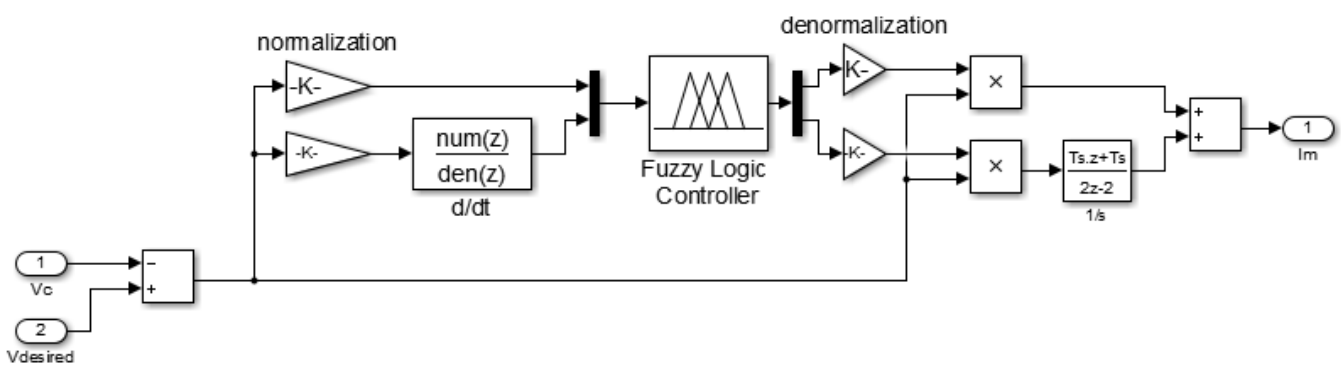 normalization
denormalization
-K-
K-
×
-K-
num(z)
den(z)
d/dt
Fuzzy Logic
Controller
-K-
×
Ts.z+Ts
2z-2
1/s
+
+
1
Im
1
Vc
−
+
2
Vdesired